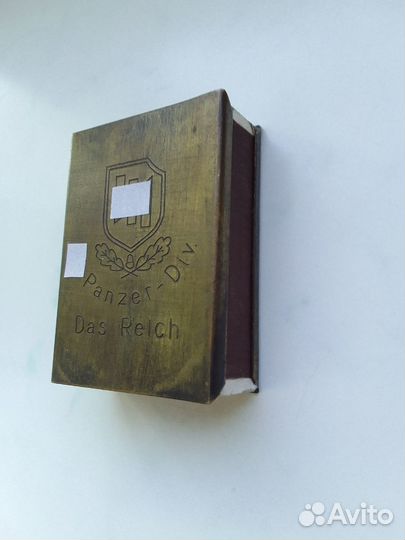 Panzer-Div.
Das Reich
Avito